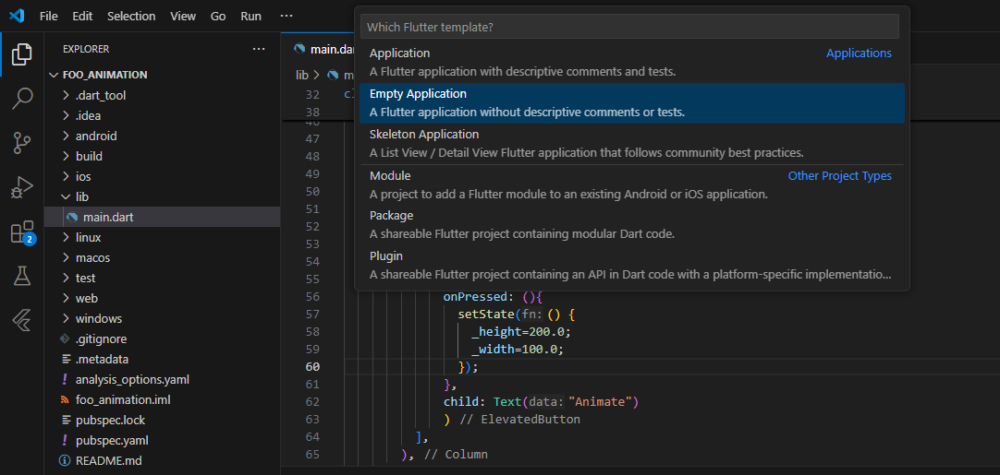 File Edit Selection View Go Run ···
EXPLORER ···
FOO_ANIMATION
.dart_tool
.idea
android
build
ios
lib
main.dart
linux
macos
test
web
windows
.gitignore
.metadata
analysis_options.yaml
foo_animation.iml
pubspec.lock
pubspec.yaml
README.md
2
main.dar
lib > m
Which Flutter template?
Application Applications
A Flutter application with descriptive comments and tests.
Empty Application
A Flutter application without descriptive comments or tests.
Skeleton Application
A List View / Detail View Flutter application that follows community best practices.
Module Other Project Types
A project to add a Flutter module to an existing Android or iOS application.
Package
A shareable Flutter project containing modular Dart code.
Plugin
A shareable Flutter project containing an API in Dart code with a platform-specific implementatio...
32 cl
38
46
47
48
49
50
51
52
53
54
55
56 onPressed: (){
57 setState(fn: () {
58 _height=200.0;
59 _width=100.0;
60 });
61 },
62 child: Text(data: "Animate")
63 ) // ElevatedButton
64 ],
65 ), // Column